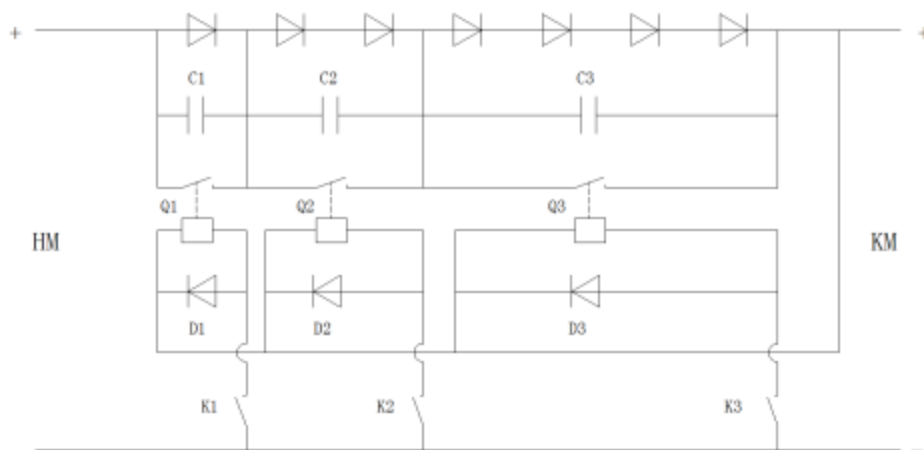 + +
C1 C2 C3
Q1 Q2 Q3
HM KM
D1 D2 D3
K1 K2 K3